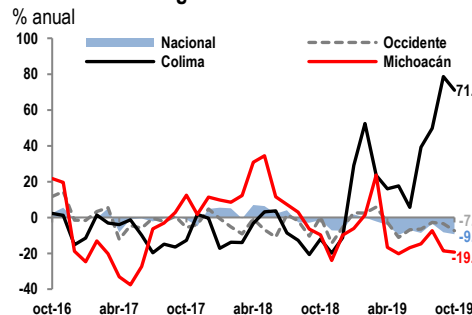 % anual
Nacional
Occidente
Colima
Michoacán
100
80
60
40
20
0
-20
-40
71.
-7
-9
-19.
oct-16
abr-17
oct-17
abr-18
oct-18
abr-19
oct-19